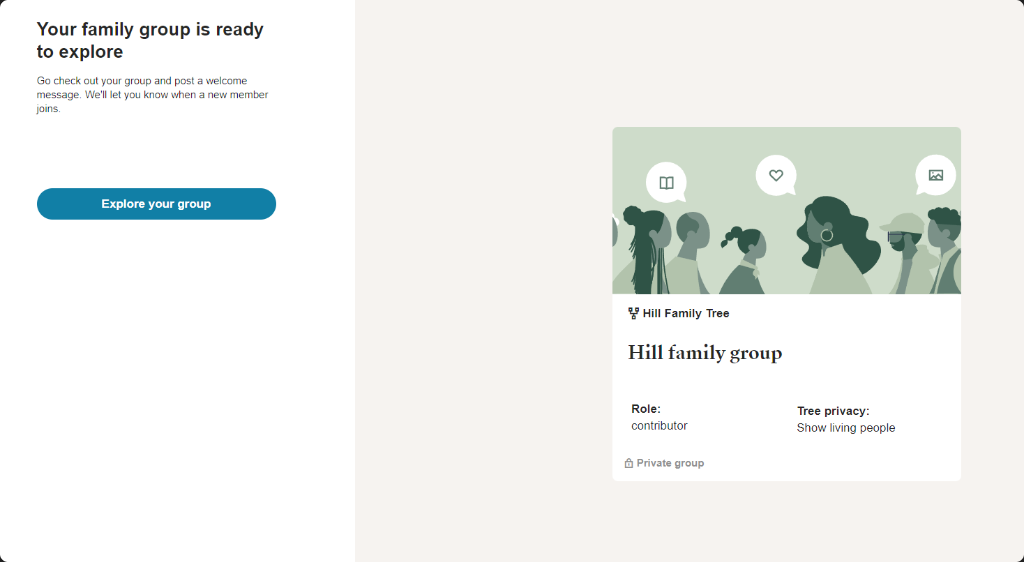 Your family group is ready
to explore
Go check out your group and post a welcome
message. We'll let you know when a new member
joins.
Explore your group
Hill Family Tree
Hill family group
Role:
contributor
Tree privacy:
Show living people
Private group